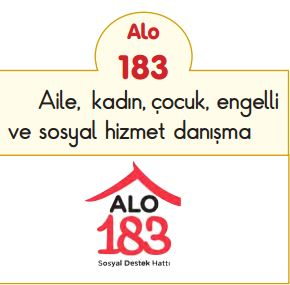 Alo
183
Aile, kadın, çocuk, engelli
ve sosyal hizmet danışma
ALO
183
Sosyal Destek Hattı